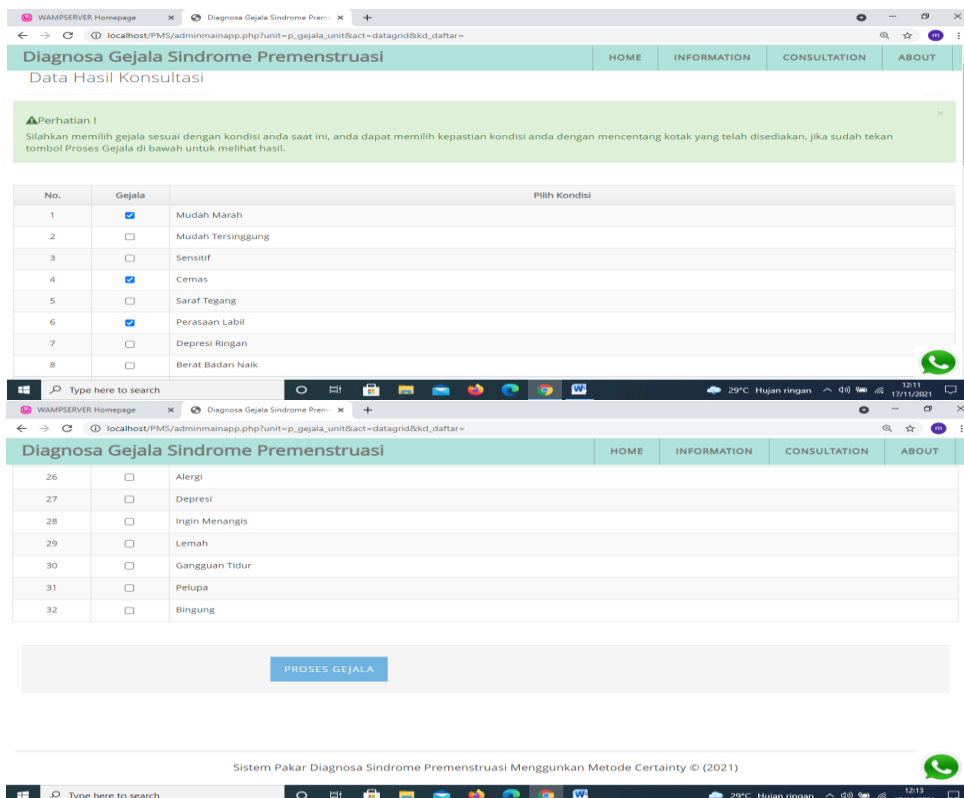 WAMPSERVER Homepage
Diagnosa Gejala Sindrome Prem
localhost/PMS/adminmainapp.php?unit=p_gejala_unit&act=datagrid&kd_daftar=
m
Diagnosa Gejala Sindrome Premenstruasi
HOME INFORMATION CONSULTATION ABOUT
Data Hasil Konsultasi
Perhatian !
Silahkan memilih gejala sesuai dengan kondisi anda saat ini, anda dapat memilih kepastian kondisi anda dengan mencentang kotak yang telah disediakan, jika sudah tekan
tombol Proses Gejala di bawah untuk melihat hasil.
No. Gejala Pilih Kondisi
1 Mudah Marah
2 Mudah Tersinggung
3 Sensitif
4 Cemas
5 Saraf Tegang
6 Perasaan Labil
7 Depresi Ringan
8 Berat Badan Naik
Type here to search
29°C Hujan ringan
12:11
17/11/2021
WAMPSERVER Homepage
Diagnosa Gejala Sindrome Prem
localhost/PMS/adminmainapp.php?unit=p_gejala_unit&act=datagrid&kd_daftar=
m
Diagnosa Gejala Sindrome Premenstruasi
HOME INFORMATION CONSULTATION ABOUT
26 Alergi
27 Depresi
28 Ingin Menangis
29 Lemah
30 Gangguan Tidur
31 Pelupa
32 Bingung
PROSES GEJALA
Sistem Pakar Diagnosa Sindrome Premenstruasi Menggunkan Metode Certainty © (2021)
Type here to search
29°C Hujan ringan
12:13